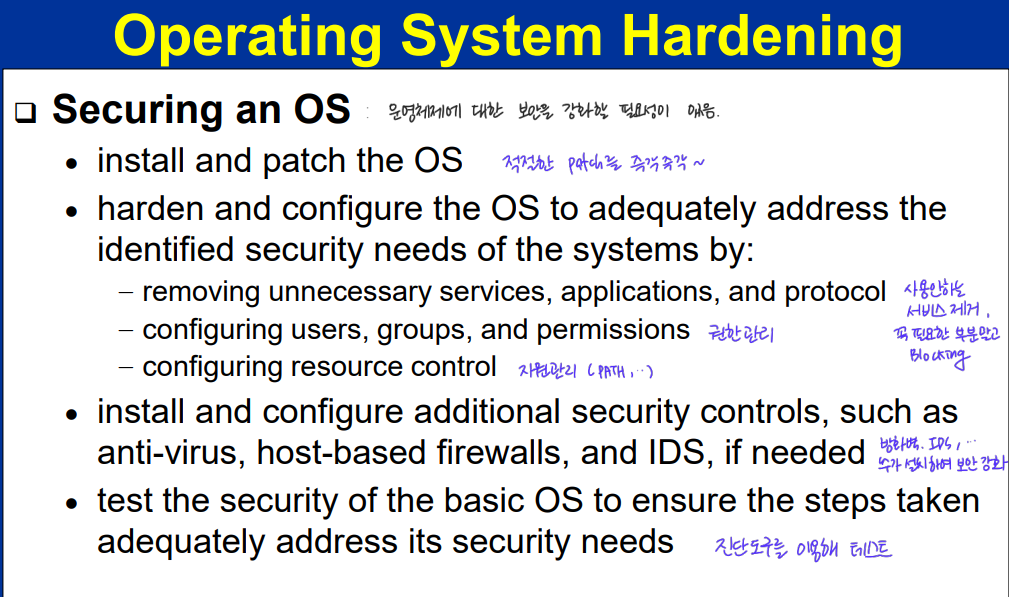 Operating System Hardening
❑ Securing an OS : 운영체제에 대한 보안을 강화할 필요성이 있음.
• install and patch the OS 적절한 patch를 즉각즉각~
• harden and configure the OS to adequately address the
identified security needs of the systems by:
– removing unnecessary services, applications, and protocol 사용안하는
서비스 제거,
– configuring users, groups, and permissions 권한관리
꼭 필요한 부분말고
Blocking
– configuring resource control 자원관리 (PATH, ..)
• install and configure additional security controls, such as
anti-virus, host-based firewalls, and IDS, if needed
방화벽, IDS, ...
추가 설치하여 보안 강화
• test the security of the basic OS to ensure the steps taken
adequately address its security needs 진단도구를 이용해 테스트